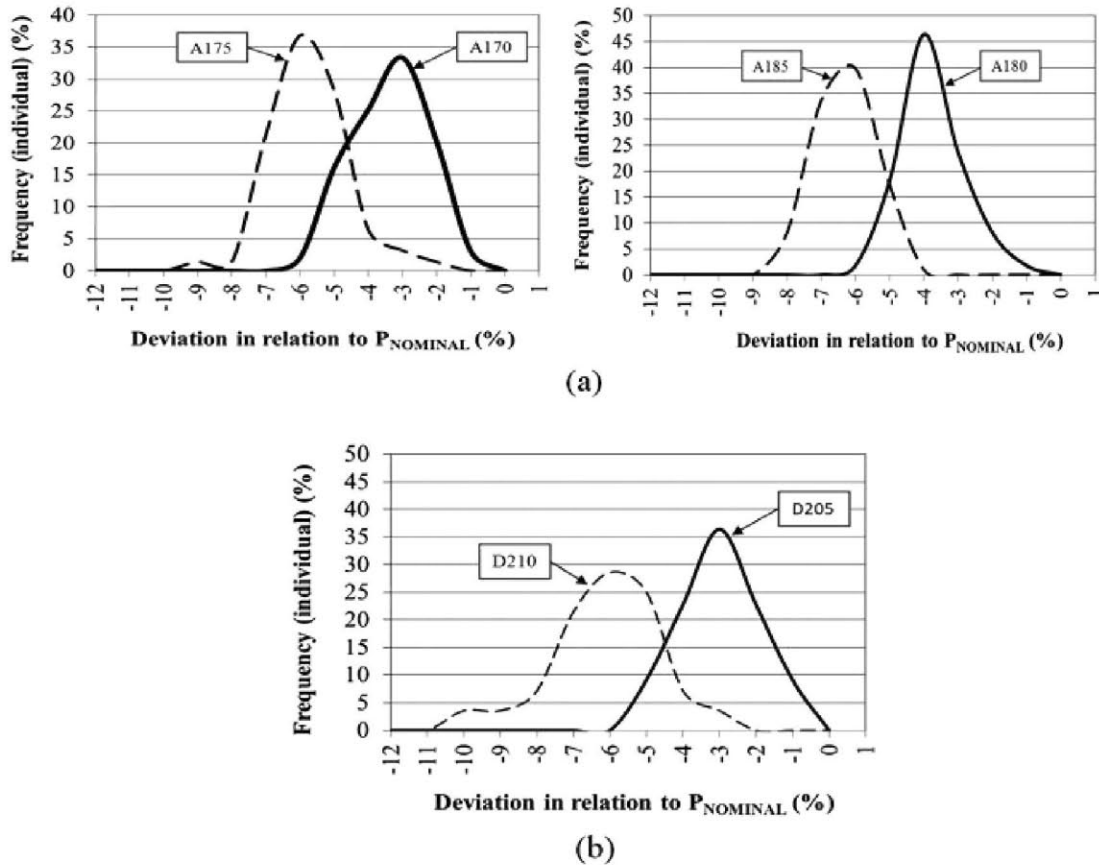 Frequency (individual) (%)
40
35
30
25
20
15
10
5
0
A175
A170
-12 -11 -10 -9 -8 -7 -6 -5 -4 -3 -2 -1 0 1
Deviation in relation to PNOMINAL (%)
Frequency (individual) (%)
50
45
40
35
30
25
20
15
10
5
0
A185
A180
-12 -11 -10 -9 -8 -7 -6 -5 -4 -3 -2 -1 0 1
Deviation in relation to PNOMINAL (%)
(a)
Frequency (individual) (%)
50
45
40
35
30
25
20
15
10
5
0
D210
D205
-12 -11 -10 -9 -8 -7 -6 -5 -4 -3 -2 -1 0 1
Deviation in relation to PNOMINAL (%)
(b)